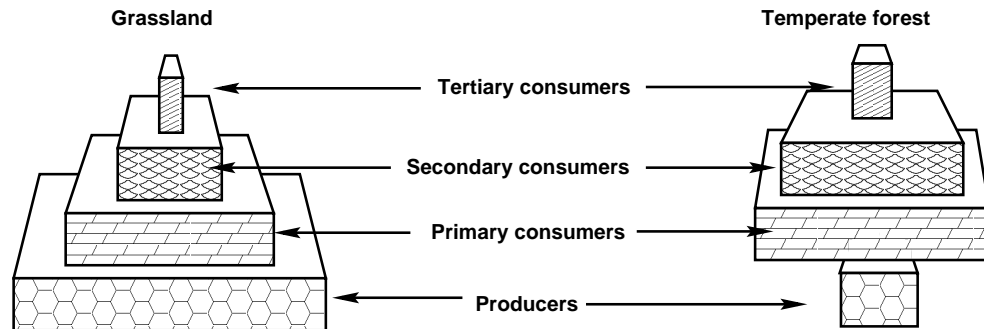 Grassland
Temperate forest
Tertiary consumers
Secondary consumers
Primary consumers
Producers